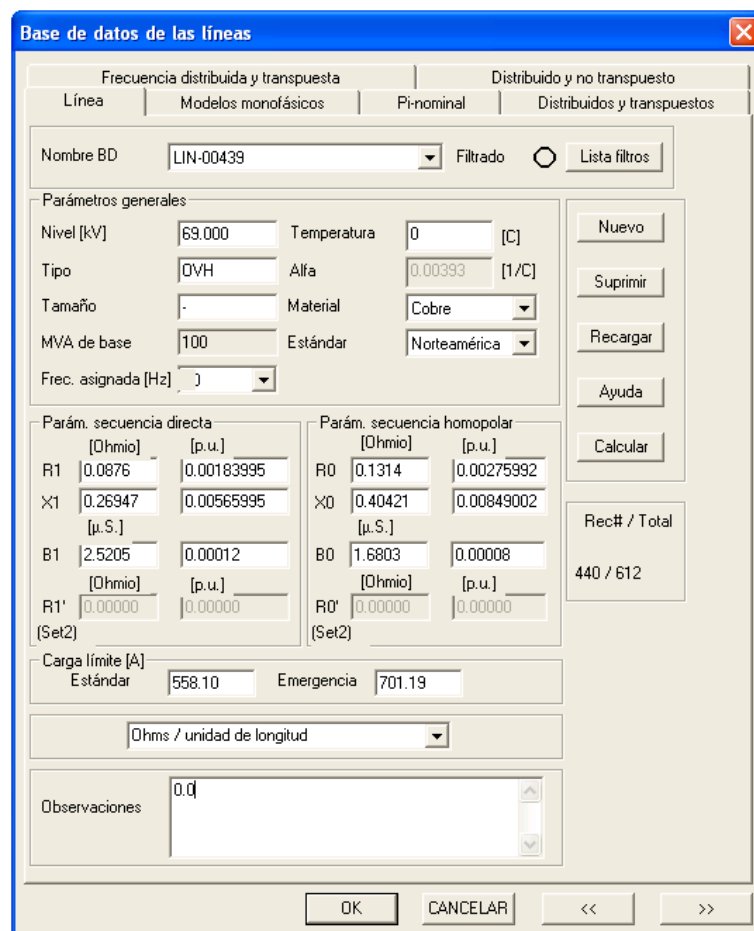 Base de datos de las líneas
Frecuencia distribuida y transpuesta Distribuido y no transpuesto
Línea Modelos monofásicos Pi-nominal Distribuidos y transpuestos
Nombre BD LIN-00439 Filtrado Lista filtros
Parámetros generales
Nivel [kV] 69.000 Temperatura 0 [C]
Tipo OVH Alfa 0.00393 [1/C]
Tamaño - Material Cobre
MVA de base 100 Estándar Norteamérica
Frec. asignada [Hz]
Nuevo
Suprimir
Recargar
Ayuda
Calcular
Parám. secuencia directa
[Ohmio] [p.u.]
R1 0.0876 0.00183995
X1 0.26947 0.00565995
[µ.S.]
B1 2.5205 0.00012
[Ohmio] [p.u.]
R1' 0.00000 0.00000
(Set2)
Parám. secuencia homopolar
[Ohmio] [p.u.]
R0 0.1314 0.00275992
X0 0.40421 0.00849002
[µ.S.]
B0 1.6803 0.00008
[Ohmio] [p.u.]
R0' 0.00000 0.00000
(Set2)
Rec# / Total
440 / 612
Carga límite [A]
Estándar 558.10 Emergencia 701.19
Ohms / unidad de longitud
Observaciones 0.0
OK CANCELAR << >>